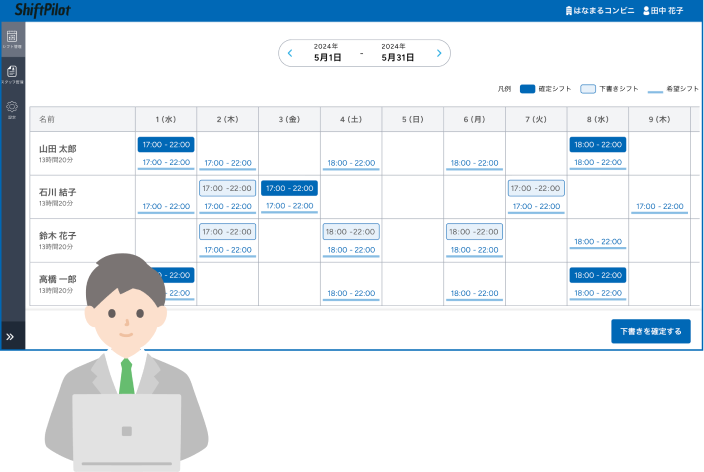 ShiftPilot
はなまるコンビニ 田中 花子
シフト管理
スタッフ管理
設定
2024年 2024年
5月1日 - 5月31日
凡例 確定シフト 下書きシフト 希望シフト
名前 1 (水) 2 (木) 3 (金) 4 (土) 5 (日) 6 (月) 7 (火) 8 (水) 9 (木)
山田 太郎
13時間20分
17:00 - 22:00 18:00 - 22:00
17:00 - 22:00 17:00 - 22:00 18:00 - 22:00 18:00 - 22:00 18:00 - 22:00
石川 結子
13時間20分
17:00 -22:00 17:00 - 22:00 17:00 -22:00
17:00 - 22:00 17:00 - 22:00 17:00 - 22:00 17:00 - 22:00 17:00 - 22:00
鈴木 花子
13時間20分
17:00 -22:00 18:00 -22:00 18:00 -22:00
17:00 - 22:00 18:00 - 22:00 18:00 - 22:00 18:00 - 22:00
高橋 一郎
13時間20分
- 22:00 18:00 - 22:00
- 22:00 18:00 - 22:00 18:00 - 22:00 18:00 - 22:00
下書きを確定する